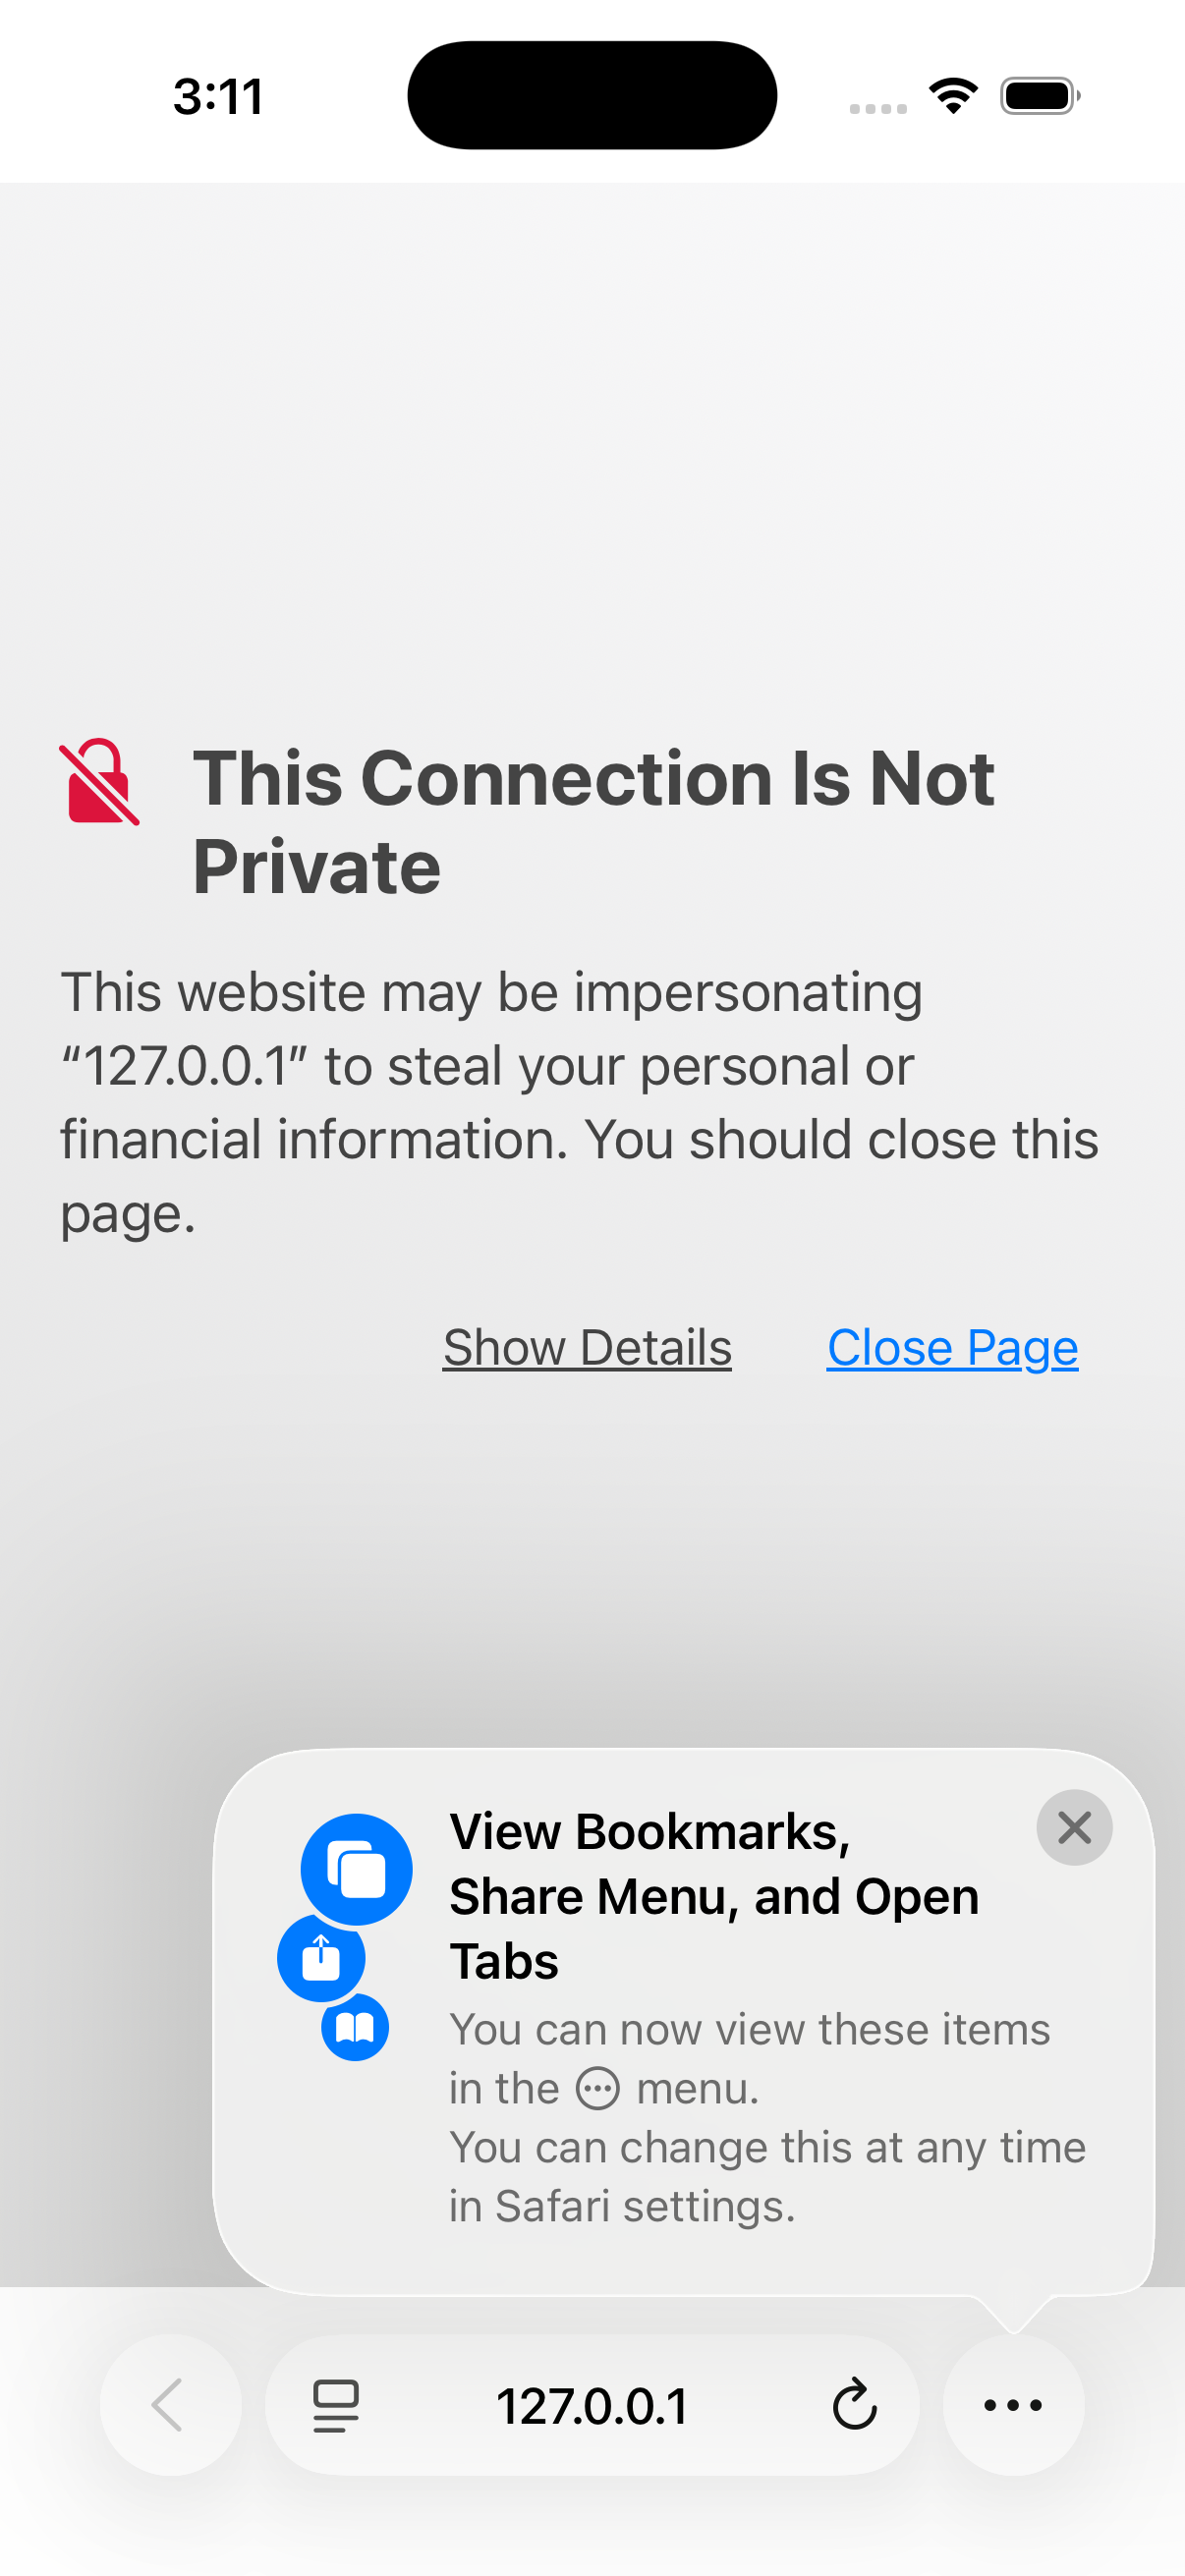 3:11
This Connection Is Not
Private
This website may be impersonating
“127.0.0.1” to steal your personal or
financial information. You should close this
page.
Show Details Close Page
View Bookmarks,
Share Menu, and Open
Tabs
You can now view these items
in the menu.
You can change this at any time
in Safari settings.
127.0.0.1